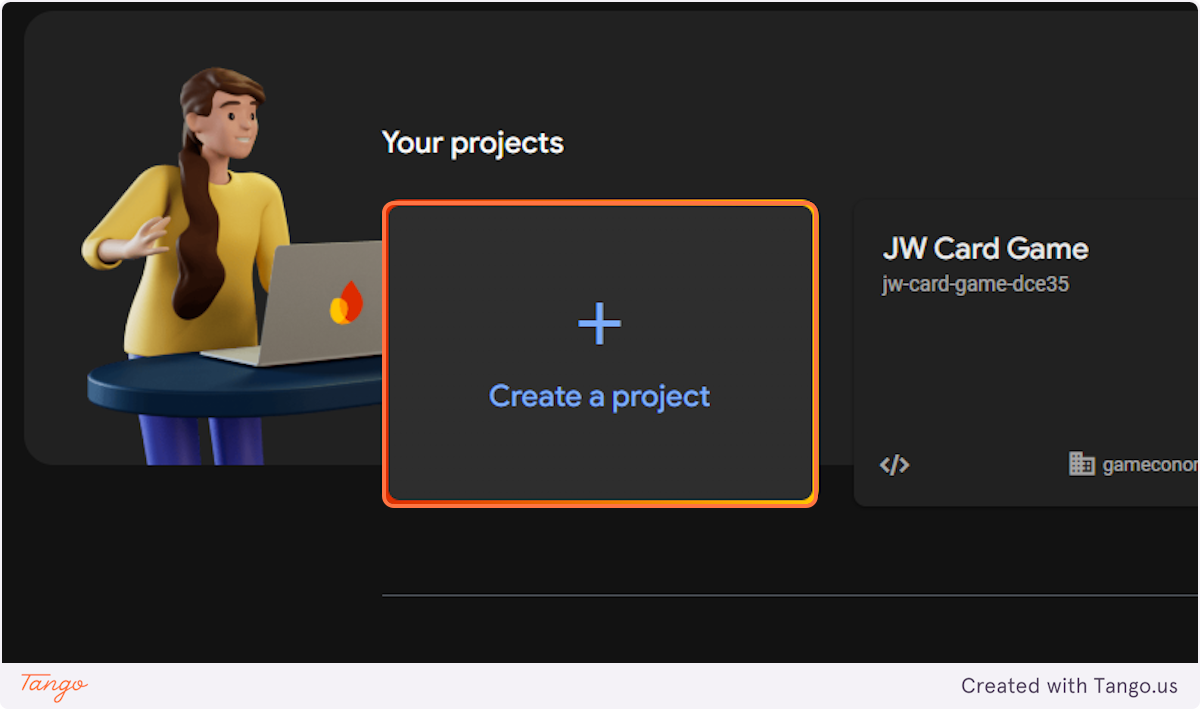 Your projects
Create a project
JW Card Game
jw-card-game-dce35
Tango
Created with Tango.us